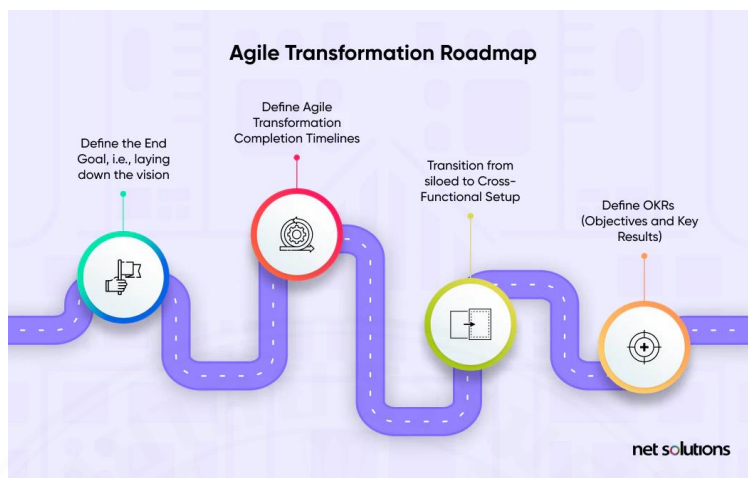 Agile Transformation Roadmap
Define the End
Goal, i.e., laying
down the vision
Define Agile
Transformation
Completion Timelines
Transition from
siloed to Cross-
Functional Setup
Define OKRs
(Objectives and Key
Results)
net solutions